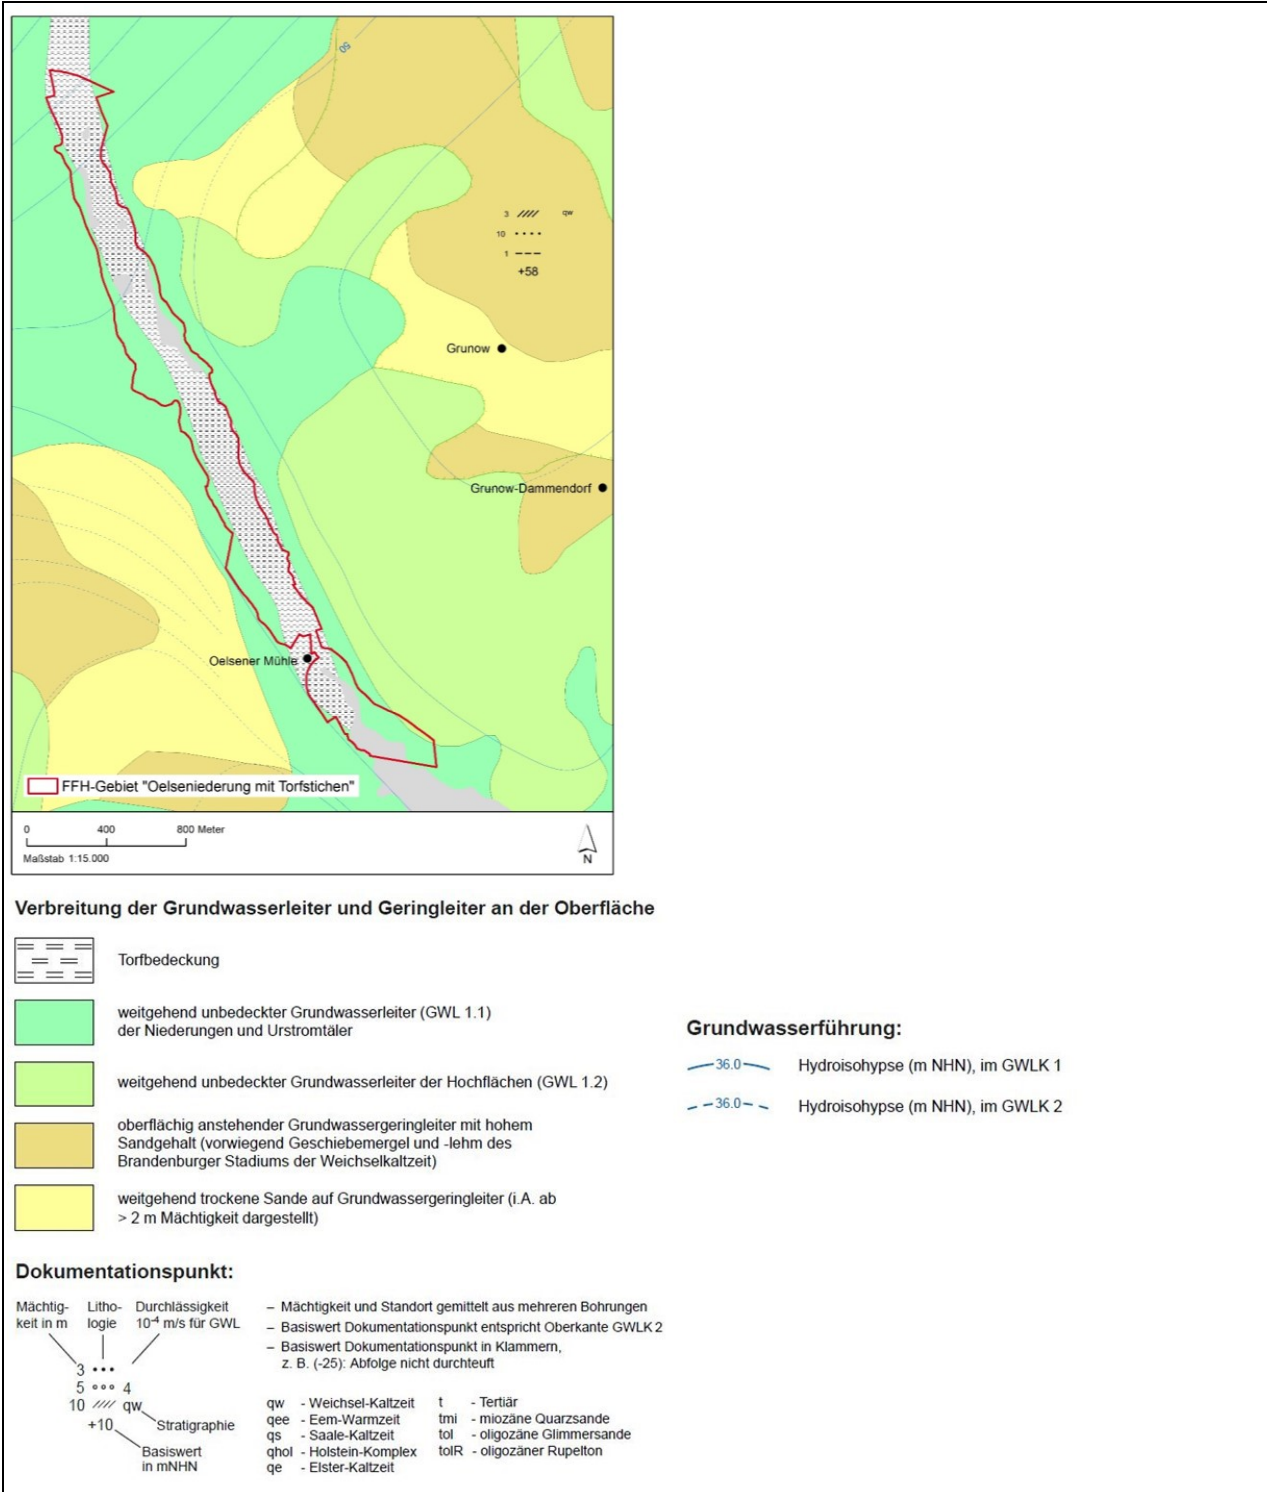 50
3 qw
10
1
+58
Grunow
Grunow-Dammendorf
Oelsener Mühle
FFH-Gebiet "Oelseniederung mit Torfstichen"
0 400 800 Meter
Maßstab 1:15.000
N
Verbreitung der Grundwasserleiter und Geringleiter an der Oberfläche
Torfbedeckung
weitgehend unbedeckter Grundwasserleiter (GWL 1.1)
der Niederungen und Urstromtäler
weitgehend unbedeckter Grundwasserleiter der Hochflächen (GWL 1.2)
oberflächig anstehender Grundwassergeringleiter mit hohem
Sandgehalt (vorwiegend Geschiebemergel und -lehm des
Brandenburger Stadiums der Weichselkaltzeit)
weitgehend trockene Sande auf Grundwassergeringleiter (i.A. ab
> 2 m Mächtigkeit dargestellt)
Grundwasserführung:
36.0 Hydroisohypse (m NHN), im GWLK 1
36.0 Hydroisohypse (m NHN), im GWLK 2
Dokumentationspunkt:
Mächtig-
keit in m
Litho-
logie
Durchlässigkeit
10⁻⁴ m/s für GWL
3
5 4
10 qw
+10
Stratigraphie
Basiswert
in mNHN
– Mächtigkeit und Standort gemittelt aus mehreren Bohrungen
– Basiswert Dokumentationspunkt entspricht Oberkante GWLK 2
– Basiswert Dokumentationspunkt in Klammern,
z. B. (-25): Abfolge nicht durchteuft
qw - Weichsel-Kaltzeit
qee - Eem-Warmzeit
qs - Saale-Kaltzeit
qhol - Holstein-Komplex
qe - Elster-Kaltzeit
t - Tertiär
tmi - miozäne Quarzsande
tol - oligozäne Glimmersande
tolR - oligozäner Rupelton